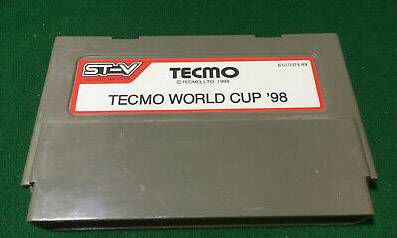 ST-V
TECMO
© TECMO, LTD. 1998
TECMO WORLD CUP '98